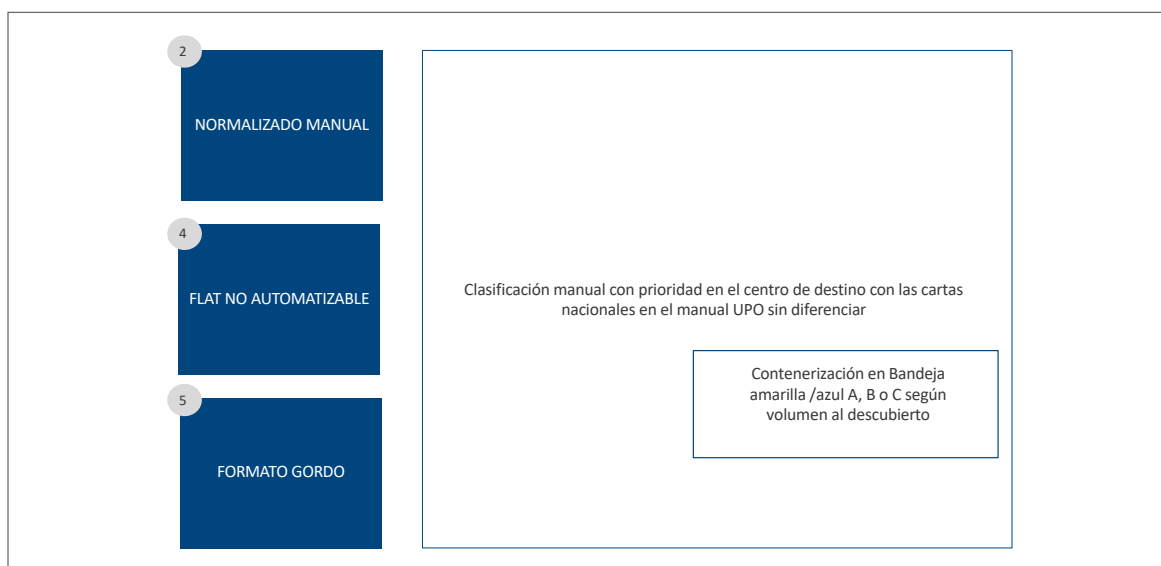 2
NORMALIZADO MANUAL
4
FLAT NO AUTOMATIZABLE
5
FORMATO GORDO
Clasificación manual con prioridad en el centro de destino con las cartas
nacionales en el manual UPO sin diferenciar
Contenerización en Bandeja
amarilla /azul A, B o C según
volumen al descubierto